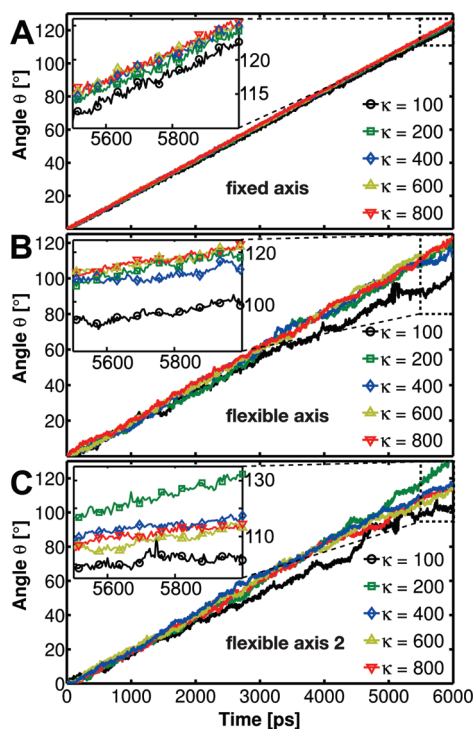 A
Angle θ [°]
120
100
80
60
40
20
120
115
5600
5800
κ = 100
κ = 200
κ = 400
κ = 600
κ = 800
fixed axis
B
Angle θ [°]
120
100
80
60
40
20
120
100
5600
5800
κ = 100
κ = 200
κ = 400
κ = 600
κ = 800
flexible axis
C
Angle θ [°]
120
100
80
60
40
20
0
130
110
5600
5800
κ = 100
κ = 200
κ = 400
κ = 600
κ = 800
flexible axis 2
0 1000 2000 3000 4000 5000 6000
Time [ps]